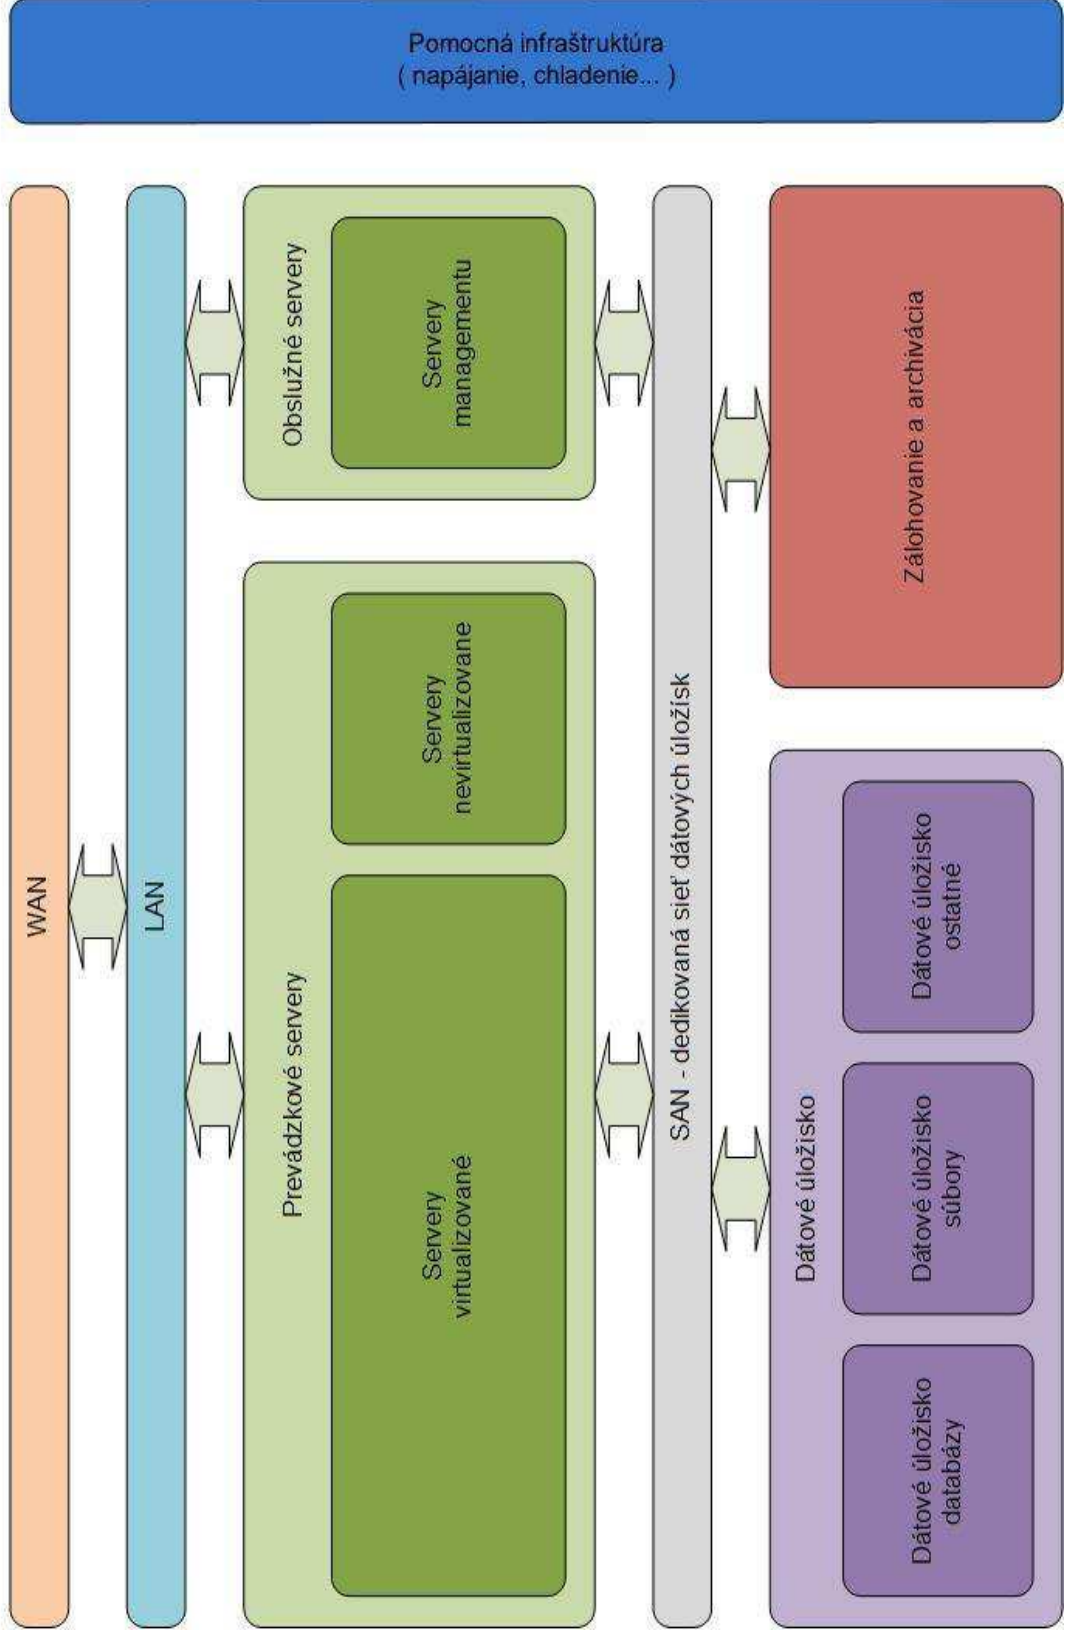 Pomocná infraštruktúra
( napájanie, chladenie... )
WAN
LAN
Prevádzkové servery
Servery
virtualizované
Servery
nevirtualizovane
Obslužné servery
Servery
managementu
SAN - dedikovaná sieť dátových úložísk
Dátové úložisko
Dátové úložisko
databázy
Dátové úložisko
súbory
Dátové úložisko
ostatné
Zálohovanie a archivácia